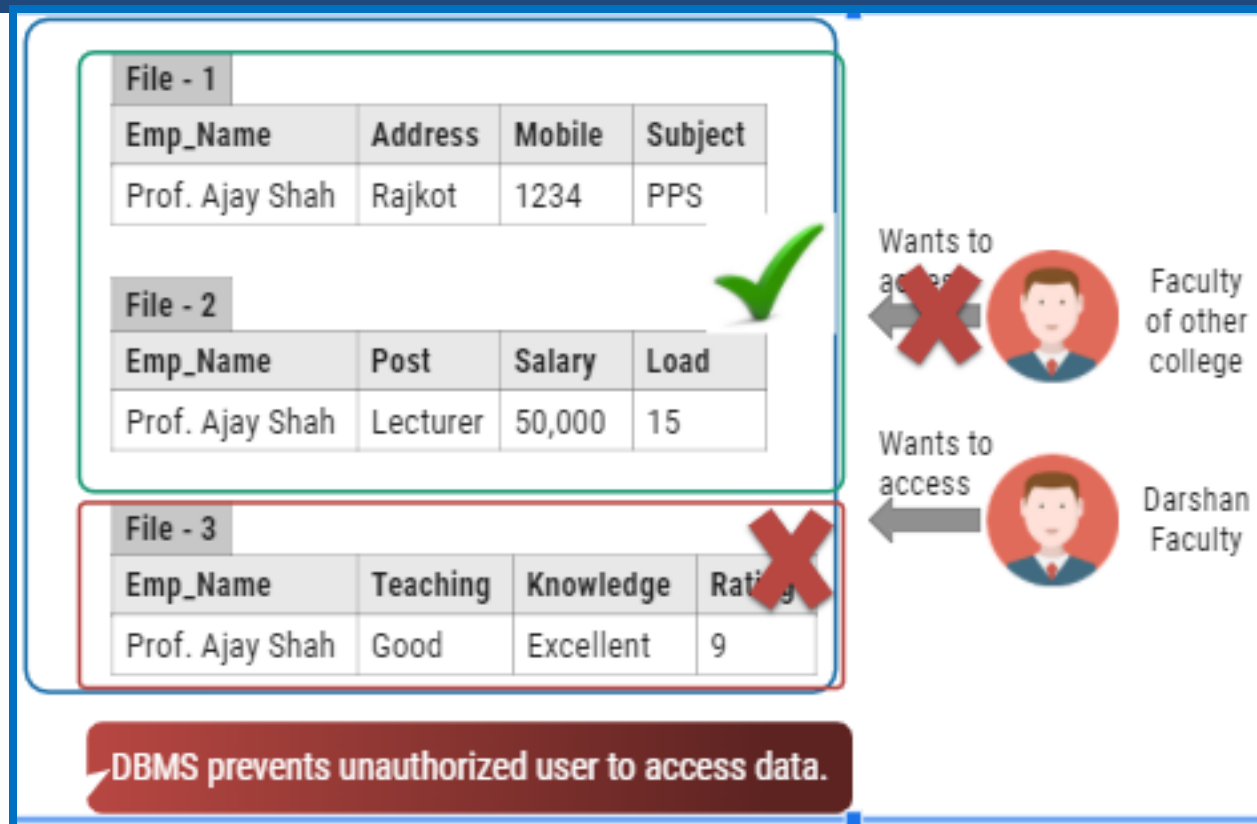 File - 1
Emp_Name Address Mobile Subject
Prof. Ajay Shah Rajkot 1234 PPS
File - 2
Emp_Name Post Salary Load
Prof. Ajay Shah Lecturer 50,000 15
File - 3
Emp_Name Teaching Knowledge Rating
Prof. Ajay Shah Good Excellent 9
Wants to
access
Faculty
of other
college
Wants to
access
Darshan
Faculty
DBMS prevents unauthorized user to access data.